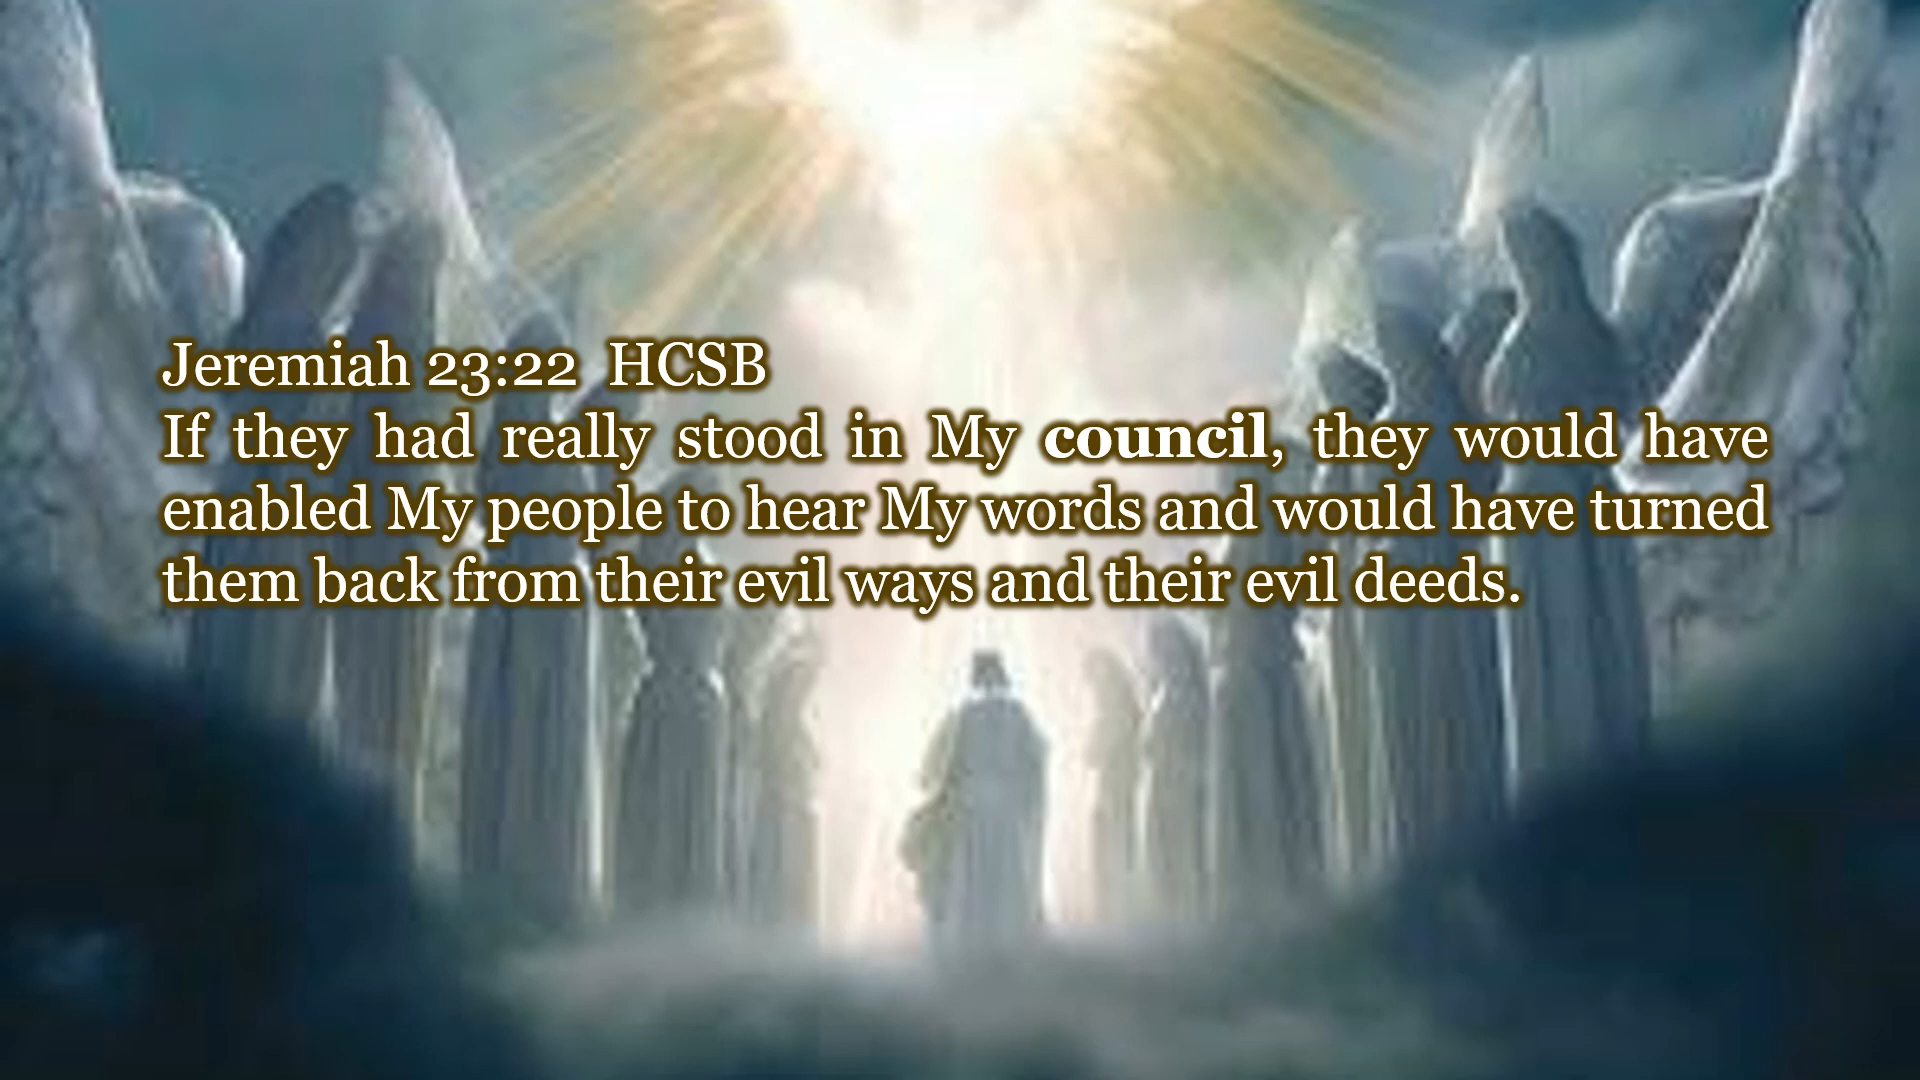 Jeremiah 23:22  HCSB
If they had really stood in My council, they would have
enabled My people to hear My words and would have turned
them back from their evil ways and their evil deeds.